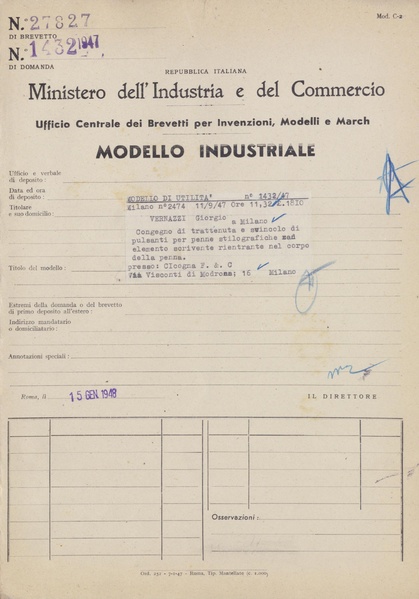 Mod. C-2
N. 27827
DI BREVETTO
N. 1432 1947
DI DOMANDA
REPUBBLICA ITALIANA
Ministero dell'Industria e del Commercio
Ufficio Centrale dei Brevetti per Invenzioni, Modelli e March
MODELLO INDUSTRIALE
Ufficio e verbale
di deposito:
Data ed ora
di deposito:
MODELLO DI UTILITA' n° 1432/47
Titolare
e suo domicilio:
Milano n°2474 11/9/47 Ore 11,32
VERNAZZI Giorgio a Milano
Congegno di trattenuta e svincolo di
pulsanti per penne stilografiche ad
elemento scrivente rientrante nel corpo
della penna.
Titolo del modello:
presso: Cicogna F. & C
Via Visconti di Modrone; 16 Milano
Estremi della domanda o del brevetto
di primo deposito all'estero:
Indirizzo mandatario
o domiciliatario:
Annotazioni speciali:
Roma, 15 GEN. 1948
IL DIRETTORE
Osservazioni: